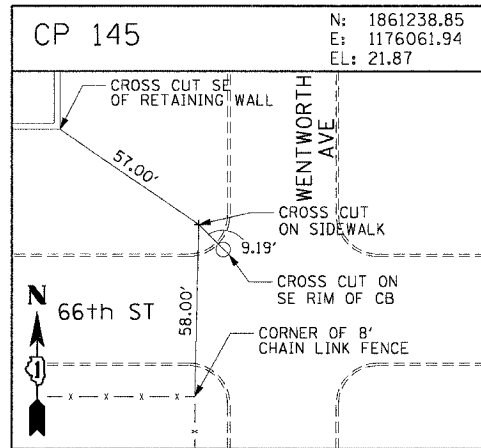 CP 145
N: 1861238.85
E: 1176061.94
EL: 21.87
CROSS CUT SE
OF RETAINING WALL
WENTWORTH
AVE
57.00'
CROSS CUT
ON SIDEWALK
9.19'
CROSS CUT ON
SE RIM OF CB
N
66th ST
1
58.00'
CORNER OF 8'
CHAIN LINK FENCE
x x x x
x